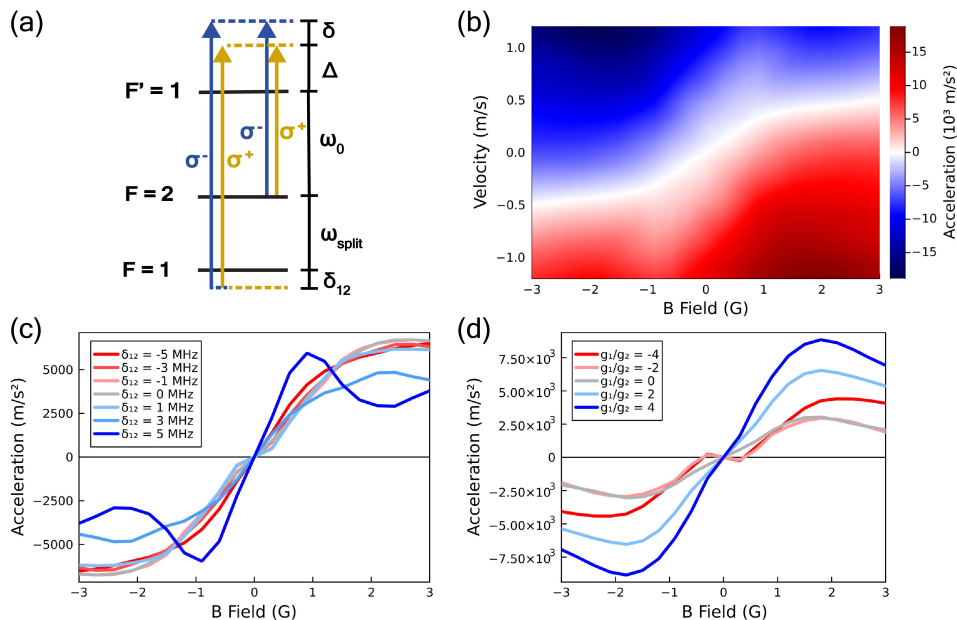 (a)
δ
Δ
F' = 1
ω₀
σ⁻ σ⁺
σ⁻ σ⁺
F = 2
ω_split
F = 1
δ₁₂
(b)
Velocity (m/s)
1.0
0.5
0.0
−0.5
−1.0
−3 −2 −1 0 1 2 3
B Field (G)
15
10
5
0
−5
−10
−15
Acceleration (10³ m/s²)
(c)
Acceleration (m/s²)
5000
2500
0
−2500
−5000
δ₁₂ = -5 MHz
δ₁₂ = -3 MHz
δ₁₂ = -1 MHz
δ₁₂ = 0 MHz
δ₁₂ = 1 MHz
δ₁₂ = 3 MHz
δ₁₂ = 5 MHz
−3 −2 −1 0 1 2 3
B Field (G)
(d)
Acceleration (m/s²)
7.50×10³
5.00×10³
2.50×10³
0
−2.50×10³
−5.00×10³
−7.50×10³
g₁/g₂ = -4
g₁/g₂ = -2
g₁/g₂ = 0
g₁/g₂ = 2
g₁/g₂ = 4
−3 −2 −1 0 1 2 3
B Field (G)